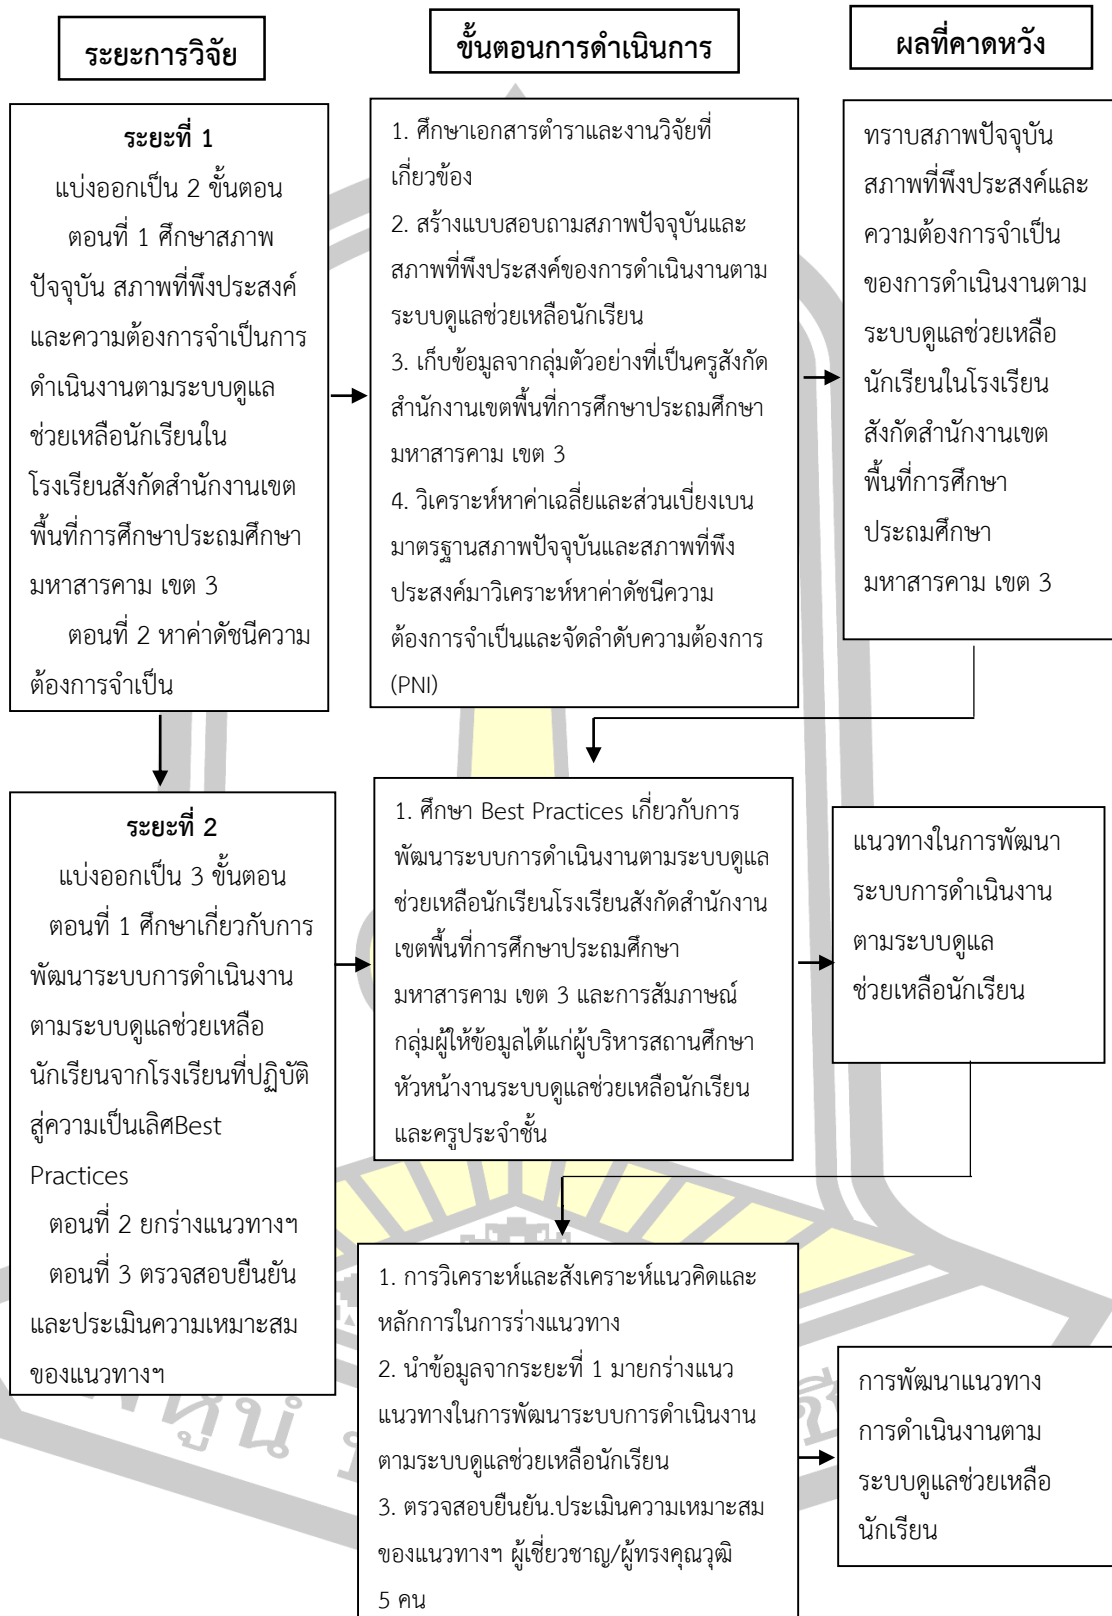 ระยะการวิจัย
ขั้นตอนการดำเนินการ
ผลที่คาดหวัง
ระยะที่ 1
แบ่งออกเป็น 2 ขั้นตอน
ตอนที่ 1 ศึกษาสภาพ
ปัจจุบัน สภาพที่พึงประสงค์
และความต้องการจำเป็นการ
ดำเนินงานตามระบบดูแล
ช่วยเหลือนักเรียนใน
โรงเรียนสังกัดสำนักงานเขต
พื้นที่การศึกษาประถมศึกษา
มหาสารคาม เขต 3
ตอนที่ 2 หาค่าดัชนีความ
ต้องการจำเป็น
1. ศึกษาเอกสารตำราและงานวิจัยที่
เกี่ยวข้อง
2. สร้างแบบสอบถามสภาพปัจจุบันและ
สภาพที่พึงประสงค์ของการดำเนินงานตาม
ระบบดูแลช่วยเหลือนักเรียน
3. เก็บข้อมูลจากลุ่มตัวอย่างที่เป็นครูสังกัด
สำนักงานเขตพื้นที่การศึกษาประถมศึกษา
มหาสารคาม เขต 3
4. วิเคราะห์หาค่าเฉลี่ยและส่วนเบี่ยงเบน
มาตรฐานสภาพปัจจุบันและสภาพที่พึง
ประสงค์มาวิเคราะห์หาค่าดัชนีความ
ต้องการจำเป็นและจัดลำดับความต้องการ
(PNI)
ทราบสภาพปัจจุบัน
สภาพที่พึงประสงค์และ
ความต้องการจำเป็น
ของการดำเนินงานตาม
ระบบดูแลช่วยเหลือ
นักเรียนในโรงเรียน
สังกัดสำนักงานเขต
พื้นที่การศึกษา
ประถมศึกษา
มหาสารคาม เขต 3
ระยะที่ 2
แบ่งออกเป็น 3 ขั้นตอน
ตอนที่ 1 ศึกษาเกี่ยวกับการ
พัฒนาระบบการดำเนินงาน
ตามระบบดูแลช่วยเหลือ
นักเรียนจากโรงเรียนที่ปฏิบัติ
สู่ความเป็นเลิศBest
Practices
ตอนที่ 2 ยกร่างแนวทางฯ
ตอนที่ 3 ตรวจสอบยืนยัน
และประเมินความเหมาะสม
ของแนวทางฯ
1. ศึกษา Best Practices เกี่ยวกับการ
พัฒนาระบบการดำเนินงานตามระบบดูแล
ช่วยเหลือนักเรียนโรงเรียนสังกัดสำนักงาน
เขตพื้นที่การศึกษาประถมศึกษา
มหาสารคาม เขต 3 และการสัมภาษณ์
กลุ่มผู้ให้ข้อมูลได้แก่ผู้บริหารสถานศึกษา
หัวหน้างานระบบดูแลช่วยเหลือนักเรียน
และครูประจำชั้น
แนวทางในการพัฒนา
ระบบการดำเนินงาน
ตามระบบดูแล
ช่วยเหลือนักเรียน
1. การวิเคราะห์และสังเคราะห์แนวคิดและ
หลักการในการร่างแนวทาง
2. นำข้อมูลจากระยะที่ 1 มายกร่างแนว
แนวทางในการพัฒนาระบบการดำเนินงาน
ตามระบบดูแลช่วยเหลือนักเรียน
3. ตรวจสอบยืนยัน.ประเมินความเหมาะสม
ของแนวทางฯ ผู้เชี่ยวชาญ/ผู้ทรงคุณวุฒิ
5 คน
การพัฒนาแนวทาง
การดำเนินงานตาม
ระบบดูแลช่วยเหลือ
นักเรียน